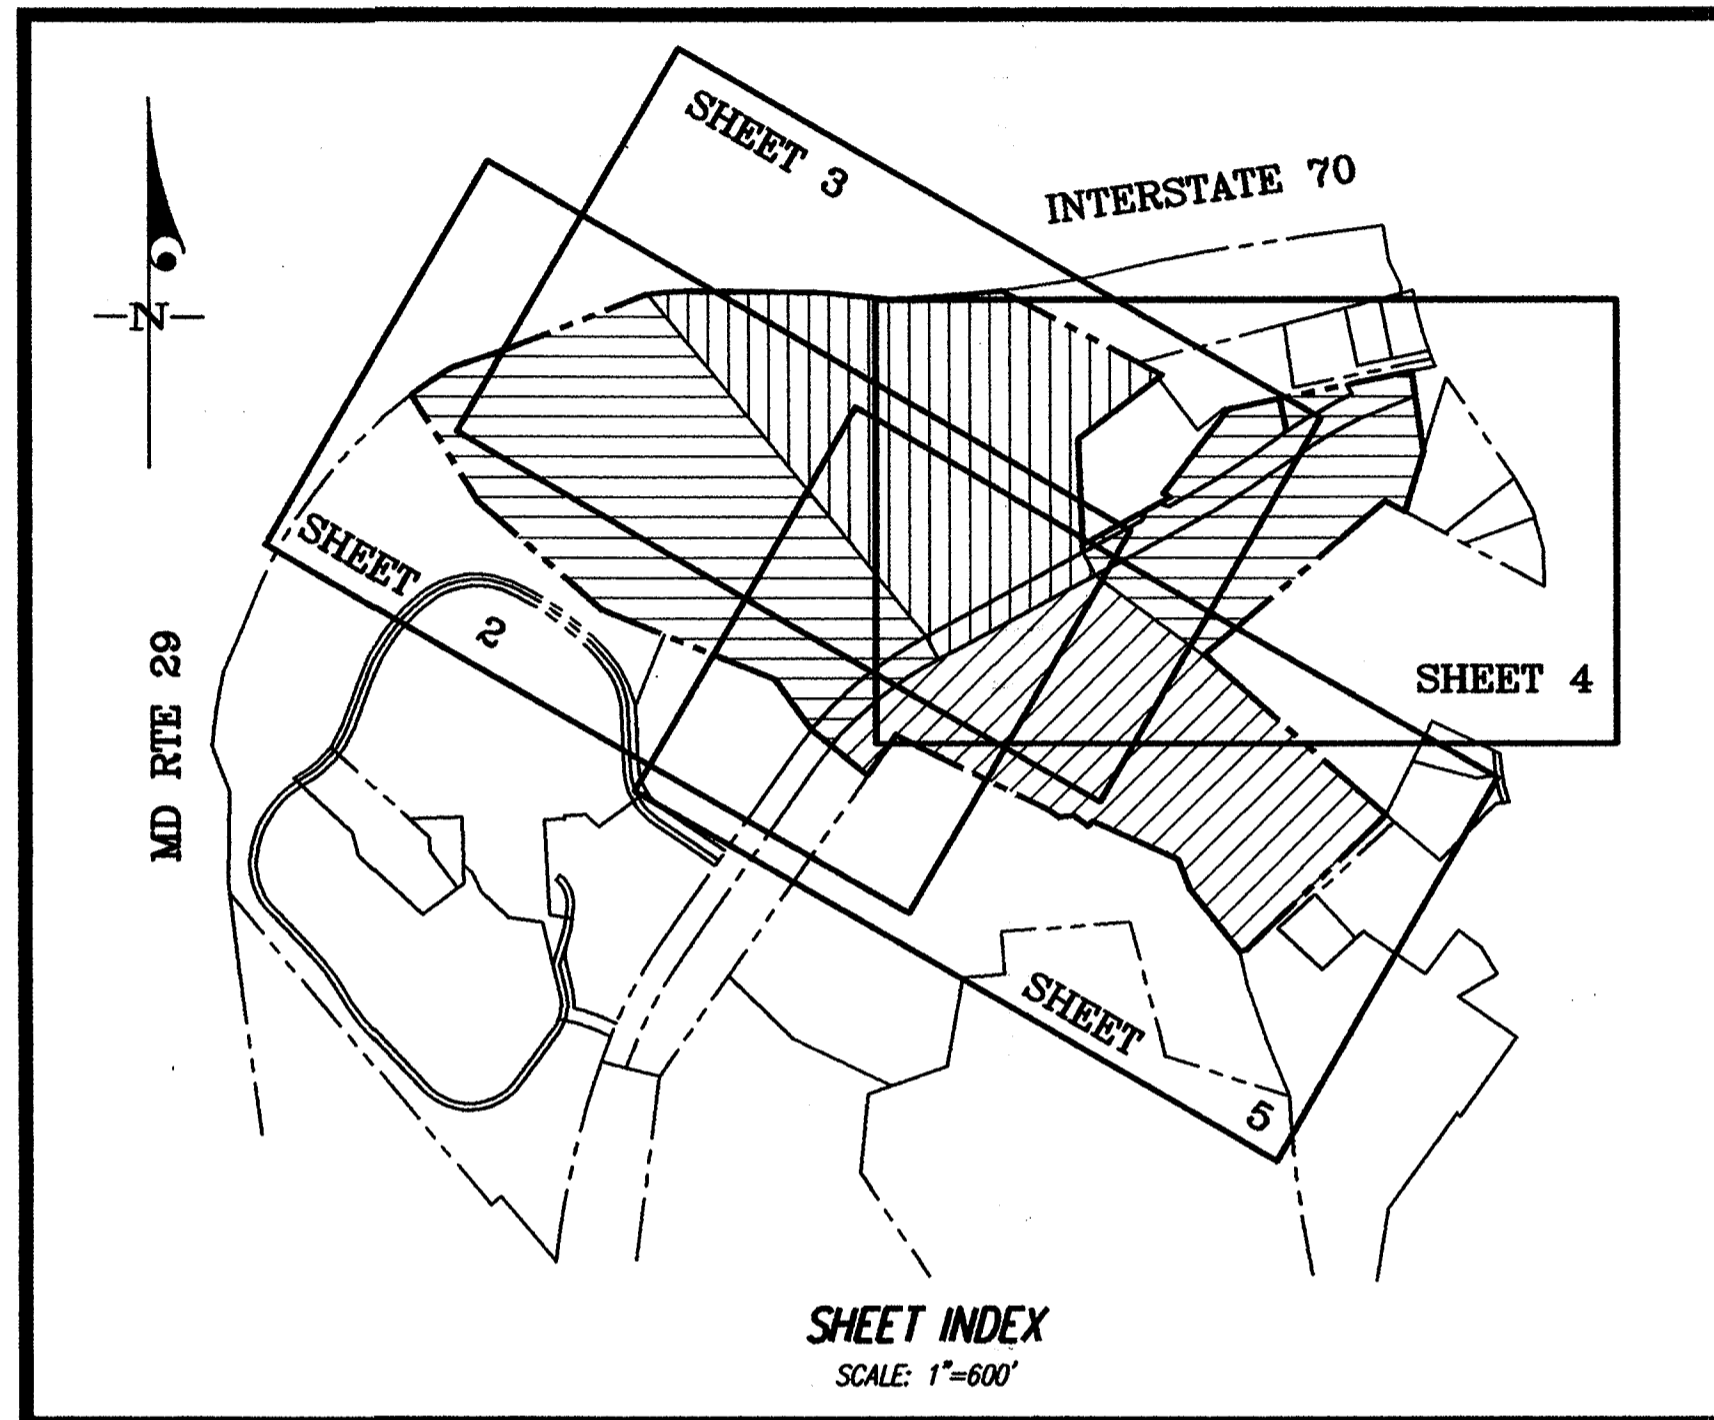 SHEET 3
INTERSTATE 70
N
SHEET 2
SHEET 4
MD RTE 29
SHEET 5
SHEET INDEX
SCALE: 1"=600'